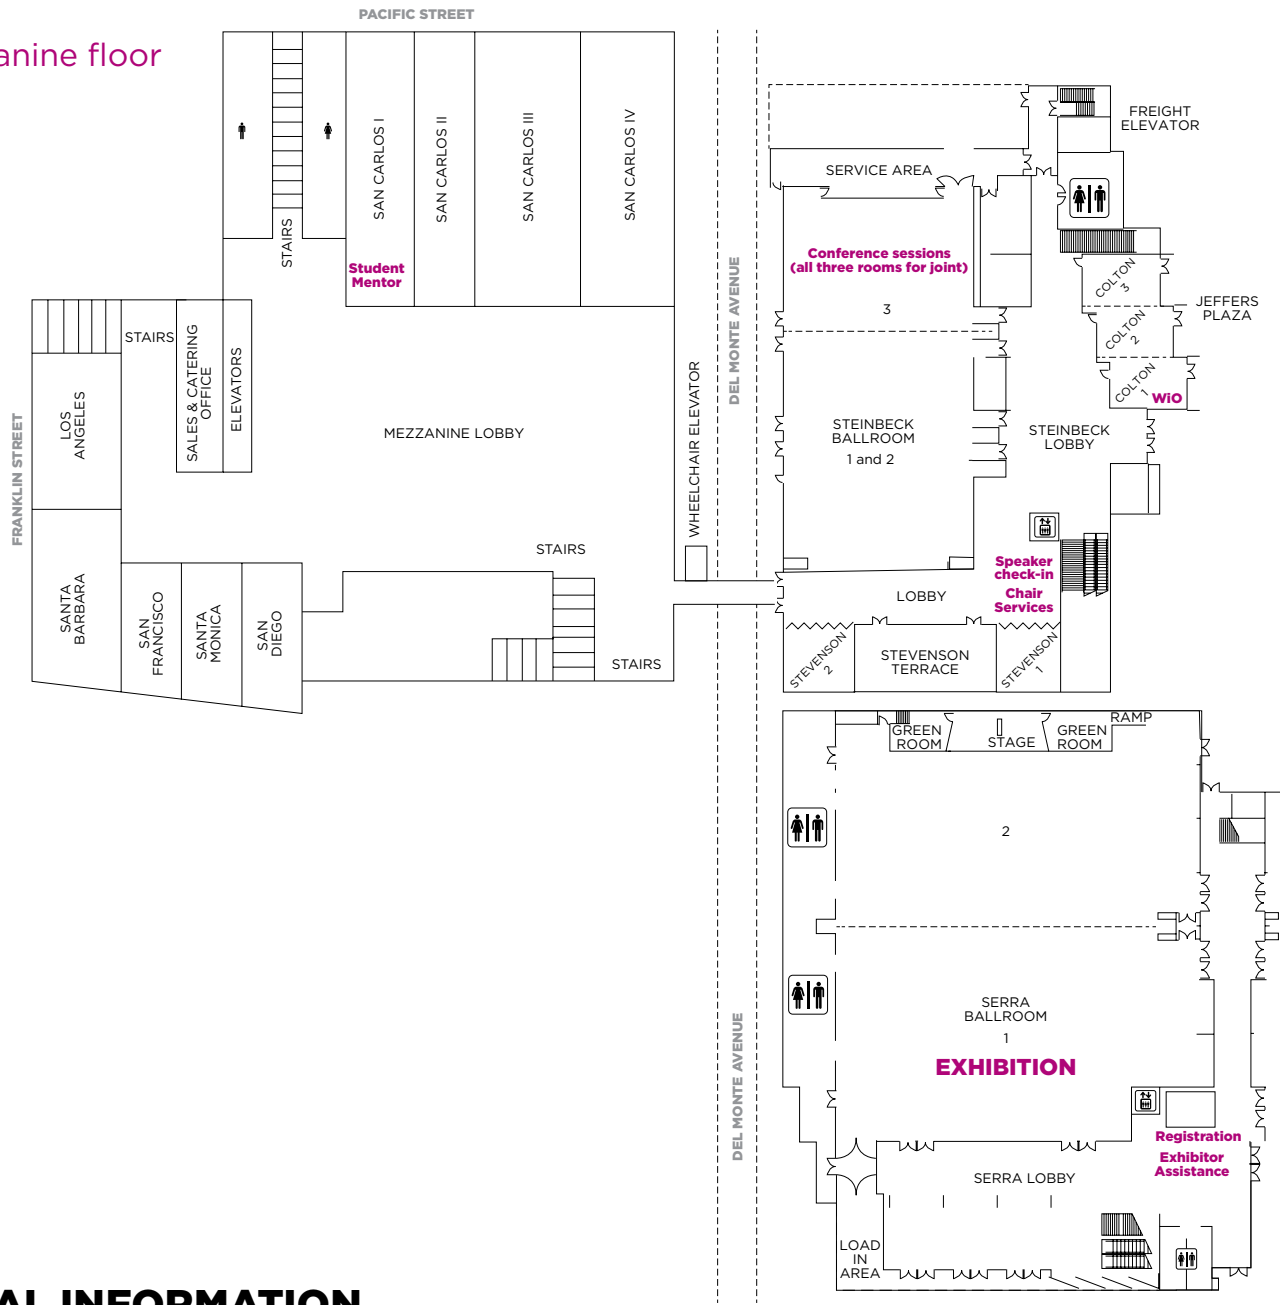 PACIFIC STREET
anine floor
SAN CARLOS I
SAN CARLOS II
SAN CARLOS III
SAN CARLOS IV
STAIRS
Student
Mentor
STAIRS
SALES & CATERING
OFFICE
ELEVATORS
LOS
ANGELES
FRANKLIN STREET
MEZZANINE LOBBY
WHEELCHAIR ELEVATOR
DEL MONTE AVENUE
STAIRS
SANTA
BARBARA
SAN
FRANCISCO
SANTA
MONICA
SAN
DIEGO
STAIRS
FREIGHT
ELEVATOR
SERVICE AREA
Conference sessions
(all three rooms for joint)
3
COLTON
3
JEFFERS
PLAZA
COLTON
2
COLTON
1
WiO
STEINBECK
BALLROOM
1 and 2
STEINBECK
LOBBY
Speaker
check-in
Chair
Services
LOBBY
STEVENSON
2
STEVENSON
TERRACE
STEVENSON
1
GREEN
ROOM
STAGE
GREEN
ROOM
RAMP
2
SERRA
BALLROOM
1
EXHIBITION
DEL MONTE AVENUE
Registration
Exhibitor
Assistance
SERRA LOBBY
LOAD
IN
AREA
AL INFORMATION